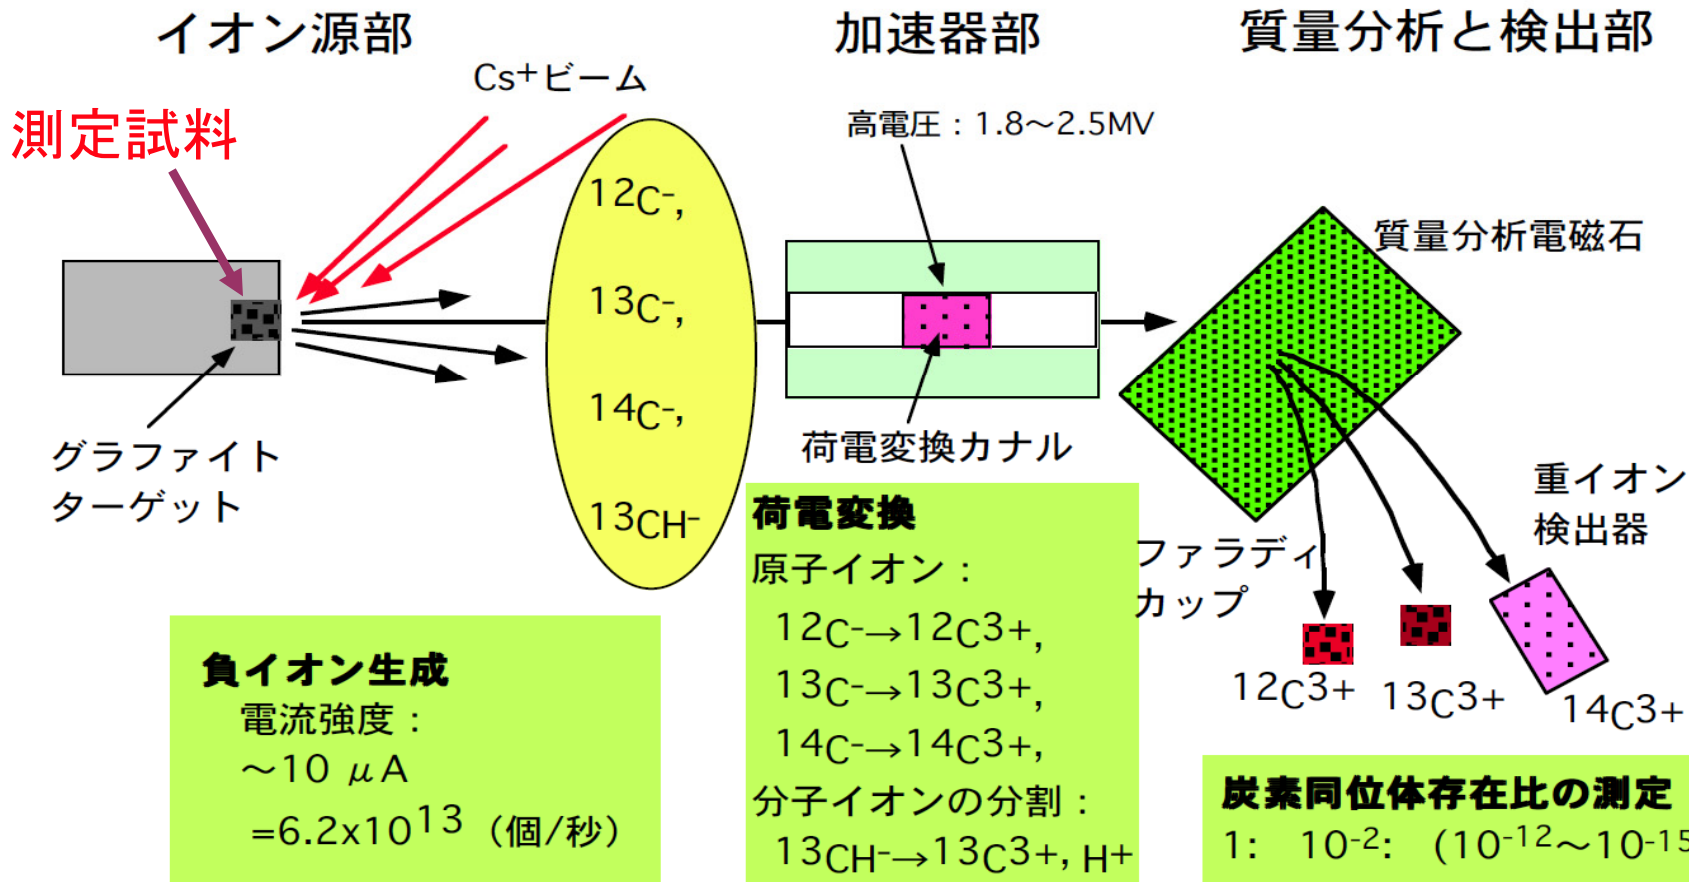 イオン源部
加速器部
質量分析と検出部
Cs+ビーム
測定試料
高電圧：1.8～2.5MV
12C-,
13C-,
14C-,
13CH-
質量分析電磁石
グラファイト
ターゲット
荷電変換カナル
重イオン
検出器
ファラディ
カップ
12C3+
13C3+
14C3+
負イオン生成
電流強度：
～10 μA
=6.2x1013（個/秒）
荷電変換
原子イオン：
12C-→12C3+,
13C-→13C3+,
14C-→14C3+,
分子イオンの分割：
13CH-→13C3+, H+
炭素同位体存在比の測定
1: 10-2: (10-12～10-15